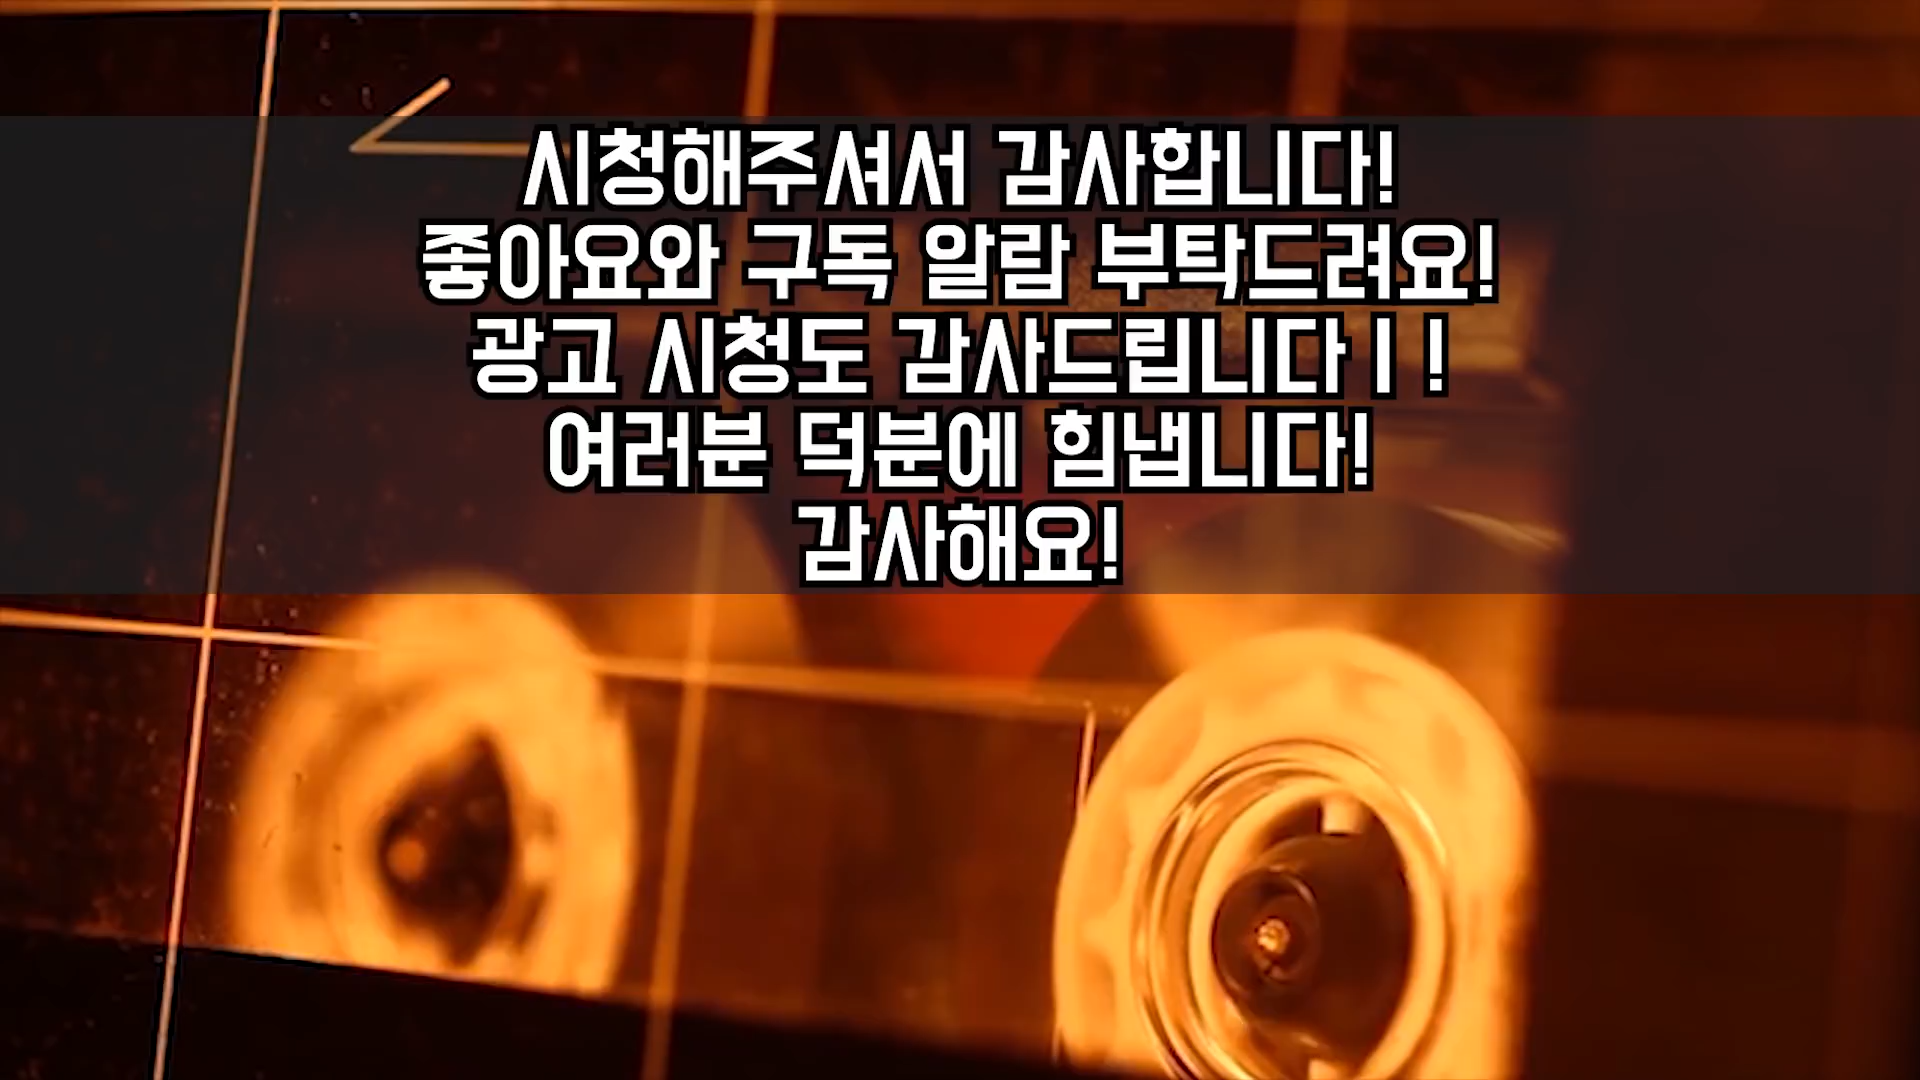 시청해주셔서 감사합니다!
좋아요와 구독 알람 부탁드려요!
광고 시청도 감사드립니다ㅣ!
여러분 덕분에 힘냅니다!
감사해요!